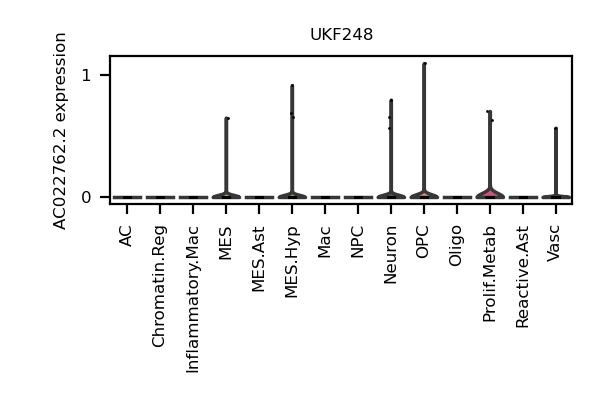 UKF248
AC022762.2 expression
1
0
AC
Chromatin.Reg
Inflammatory.Mac
MES
MES.Ast
MES.Hyp
Mac
NPC
Neuron
OPC
Oligo
Prolif.Metab
Reactive.Ast
Vasc